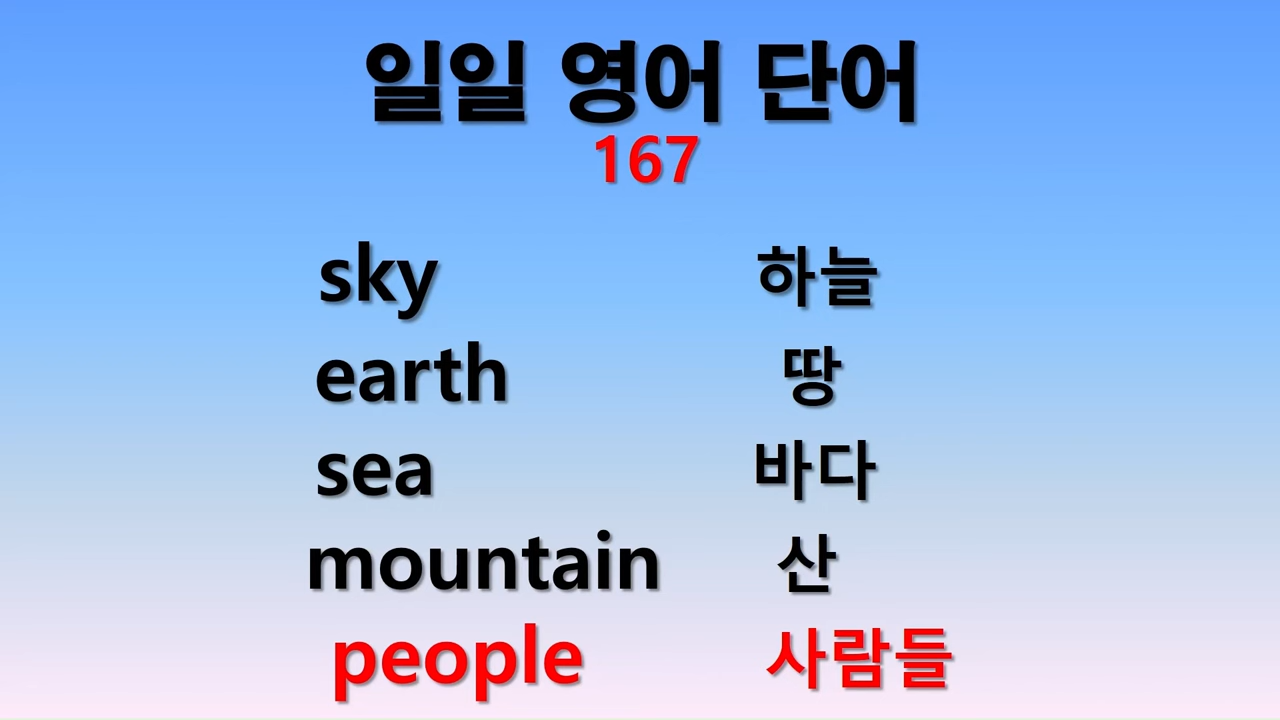 일일 영어 단어
167
sky 하늘
earth 땅
sea 바다
mountain 산
people 사람들